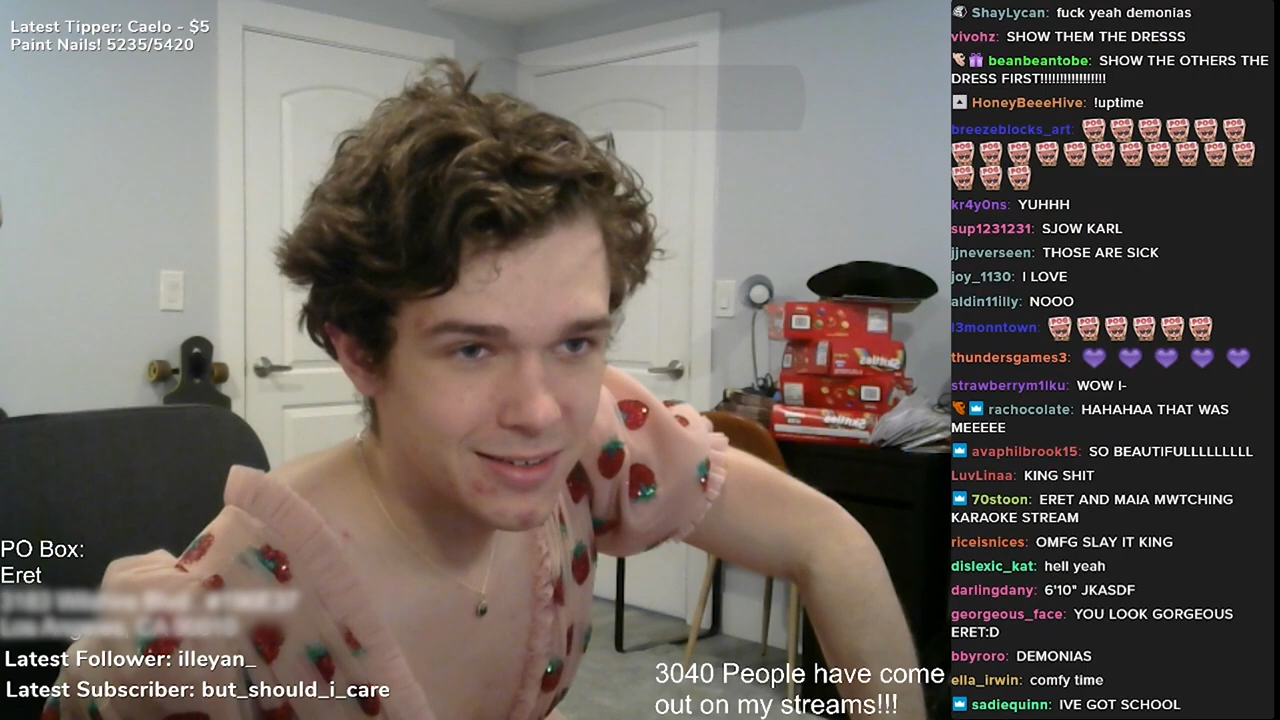 Latest Tipper: Caelo - $5
Paint Nails! 5235/5420
PO Box:
Eret
Latest Follower: illeyan_
Latest Subscriber: but_should_i_care
3040 People have come
out on my streams!!!
Skittles
Skittles
ShayLycan: fuck yeah demonias
vivohz: SHOW THEM THE DRESSS
beanbeantobe: SHOW THE OTHERS THE
DRESS FIRST!!!!!!!!!!!!!!!!!
HoneyBeeeHive: !uptime
breezeblocks_art:
kr4y0ns: YUHHH
sup1231231: SJOW KARL
jjneverseen: THOSE ARE SICK
joy_1130: I LOVE
aldin11illy: NOOO
l3monntown:
thundersgames3:
strawberrym1lku: WOW I-
rachocolate: HAHAHAA THAT WAS
MEEEEE
avaphilbrook15: SO BEAUTIFULLLLLLLLL
LuvLinaa: KING SHIT
70stoon: ERET AND MAIA MWTCHING
KARAOKE STREAM
riceisnices: OMFG SLAY IT KING
dislexic_kat: hell yeah
darlingdany: 6'10" JKASDF
georgeous_face: YOU LOOK GORGEOUS
ERET:D
bbyroro: DEMONIAS
ella_irwin: comfy time
sadiequinn: IVE GOT SCHOOL